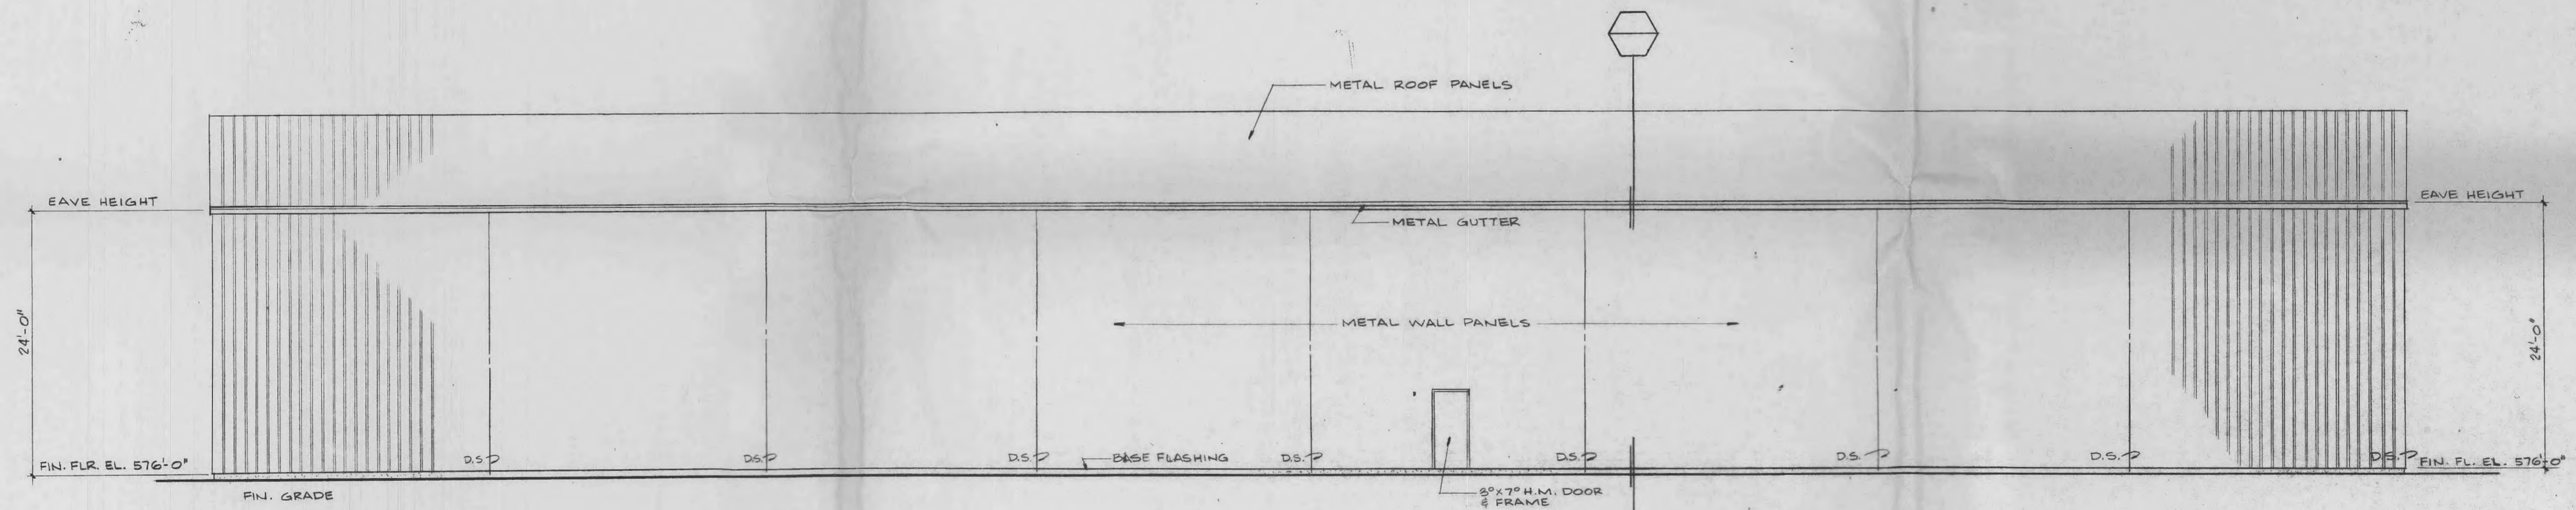 METAL ROOF PANELS
EAVE HEIGHT
EAVE HEIGHT
METAL GUTTER
24'-0"
METAL WALL PANELS
24'-0"
D.S.
D.S.
D.S.
BASE FLASHING
D.S.
D.S.
D.S.
D.S.
D.S.
FIN. FLR. EL. 576'-0"
FIN. FL. EL. 576'-0"
FIN. GRADE
3⁰x7⁰ H.M. DOOR
& FRAME